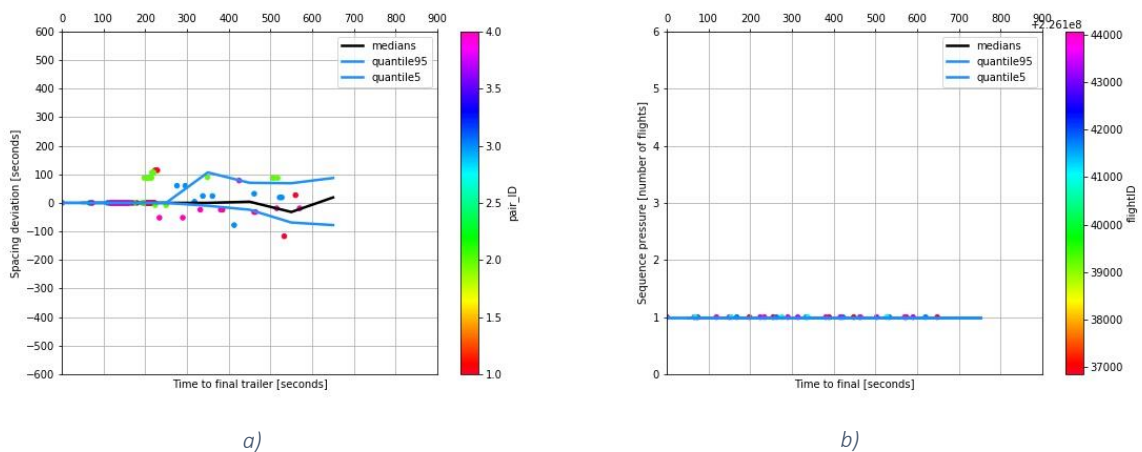 0 100 200 300 400 500 600 700 800 900
600
500
400
300
200
100
0
−100
−200
−300
−400
−500
−600
Spacing deviation [seconds]
medians
quantile95
quantile5
Time to final trailer [seconds]
4.0
3.5
3.0
2.5
2.0
1.5
1.0
pair_ID
a)
0 100 200 300 400 500 600 700 800 900
6
5
4
3
2
1
0
Sequence pressure [number of flights]
medians
quantile95
quantile5
Time to final [seconds]
+2.261e8
44000
43000
42000
41000
40000
39000
38000
37000
flightID
b)